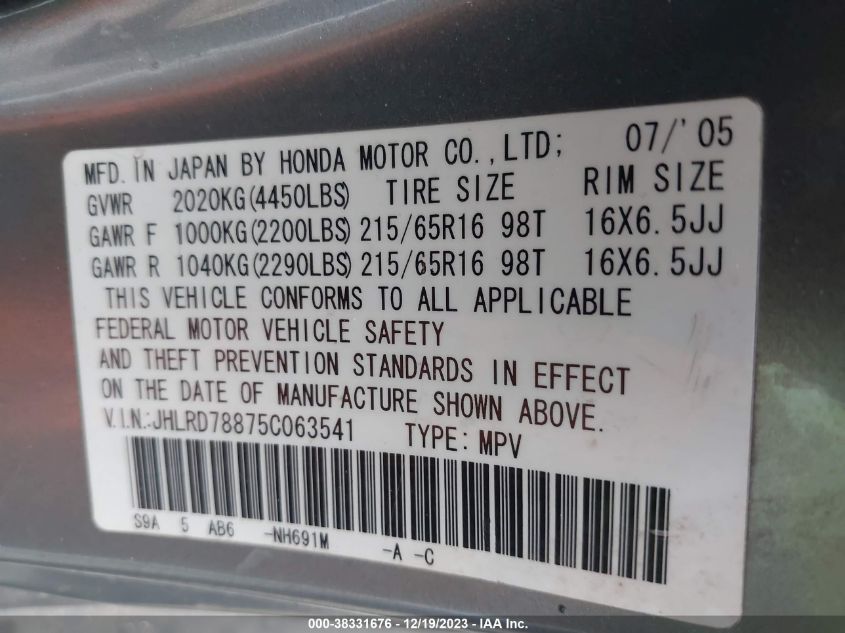 MFD. IN JAPAN BY HONDA MOTOR CO., LTD; 07/'05
GVWR 2020KG(4450LBS) TIRE SIZE RIM SIZE
GAWR F 1000KG(2200LBS) 215/65R16 98T 16X6.5JJ
GAWR R 1040KG(2290LBS) 215/65R16 98T 16X6.5JJ
THIS VEHICLE CONFORMS TO ALL APPLICABLE
FEDERAL MOTOR VEHICLE SAFETY
AND THEFT PREVENTION STANDARDS IN EFFECT
ON THE DATE OF MANUFACTURE SHOWN ABOVE.
V.I.N.:JHLRD78875C063541 TYPE: MPV
S9A 5 AB6 -NH691M -A -C
000-38331676 - 12/19/2023 - IAA Inc.